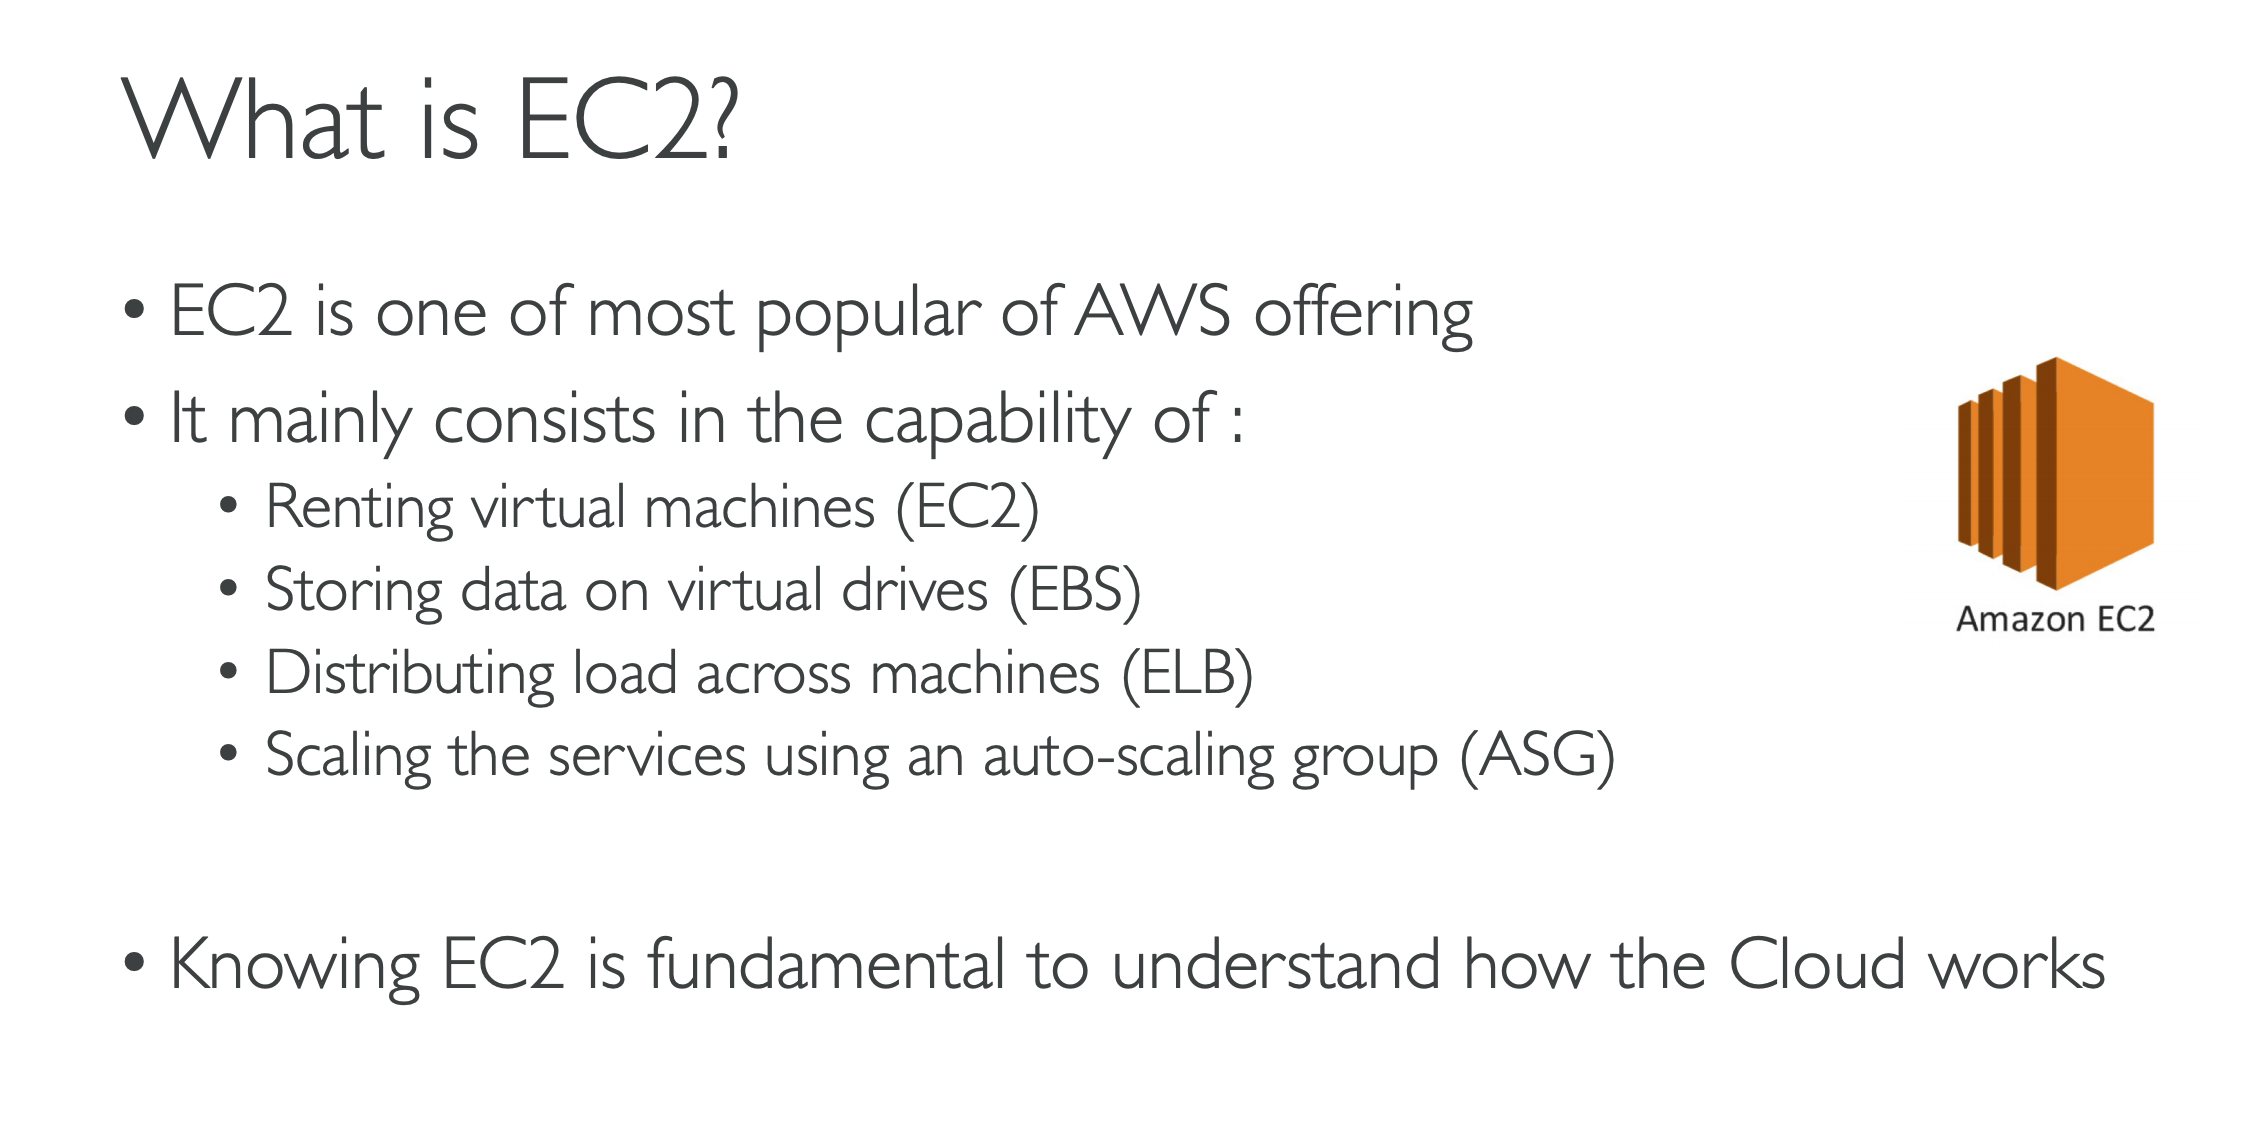 What is EC2?
• EC2 is one of most popular of AWS offering
• It mainly consists in the capability of :
• Renting virtual machines (EC2)
• Storing data on virtual drives (EBS)
• Distributing load across machines (ELB)
• Scaling the services using an auto-scaling group (ASG)
Amazon EC2
• Knowing EC2 is fundamental to understand how the Cloud works